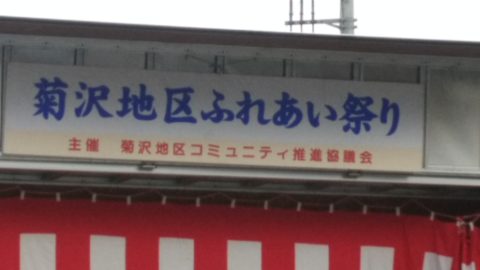 菊沢地区ふれあい祭り
主催 菊沢地区コミュニティ推進協議会